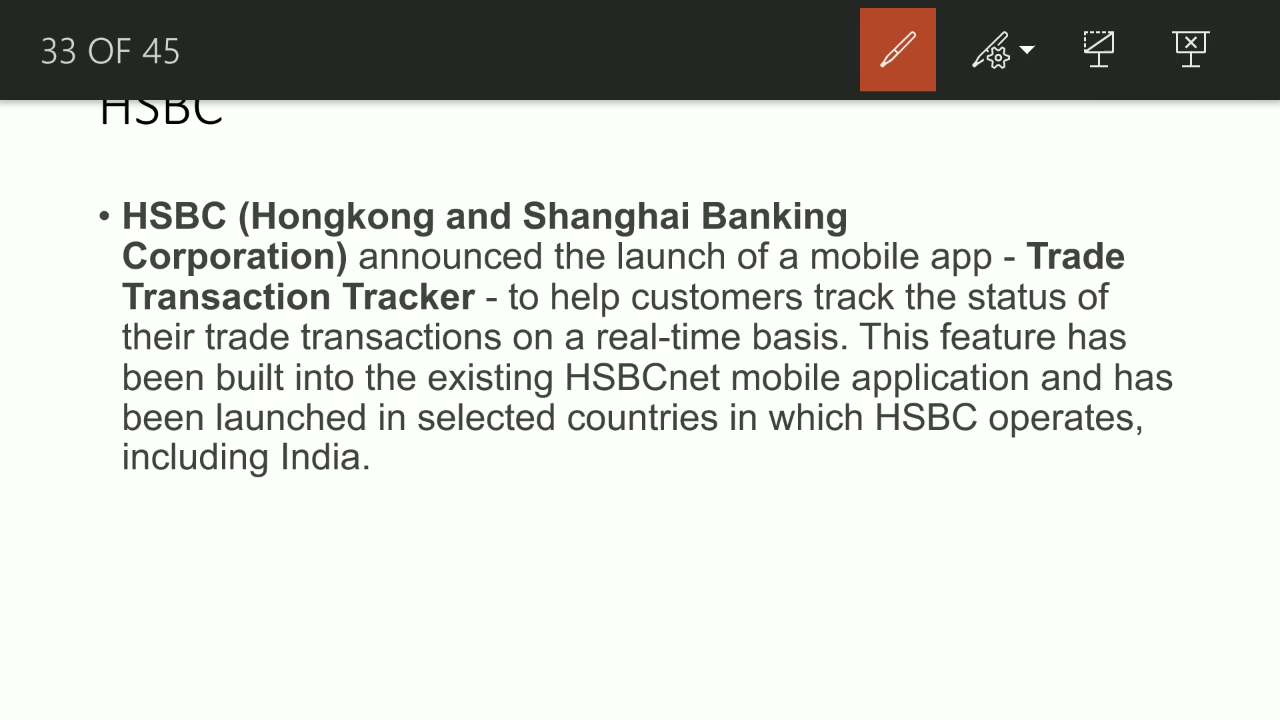 33 OF 45
HSBC
• HSBC (Hongkong and Shanghai Banking
Corporation) announced the launch of a mobile app - Trade
Transaction Tracker - to help customers track the status of
their trade transactions on a real-time basis. This feature has
been built into the existing HSBCnet mobile application and has
been launched in selected countries in which HSBC operates,
including India.